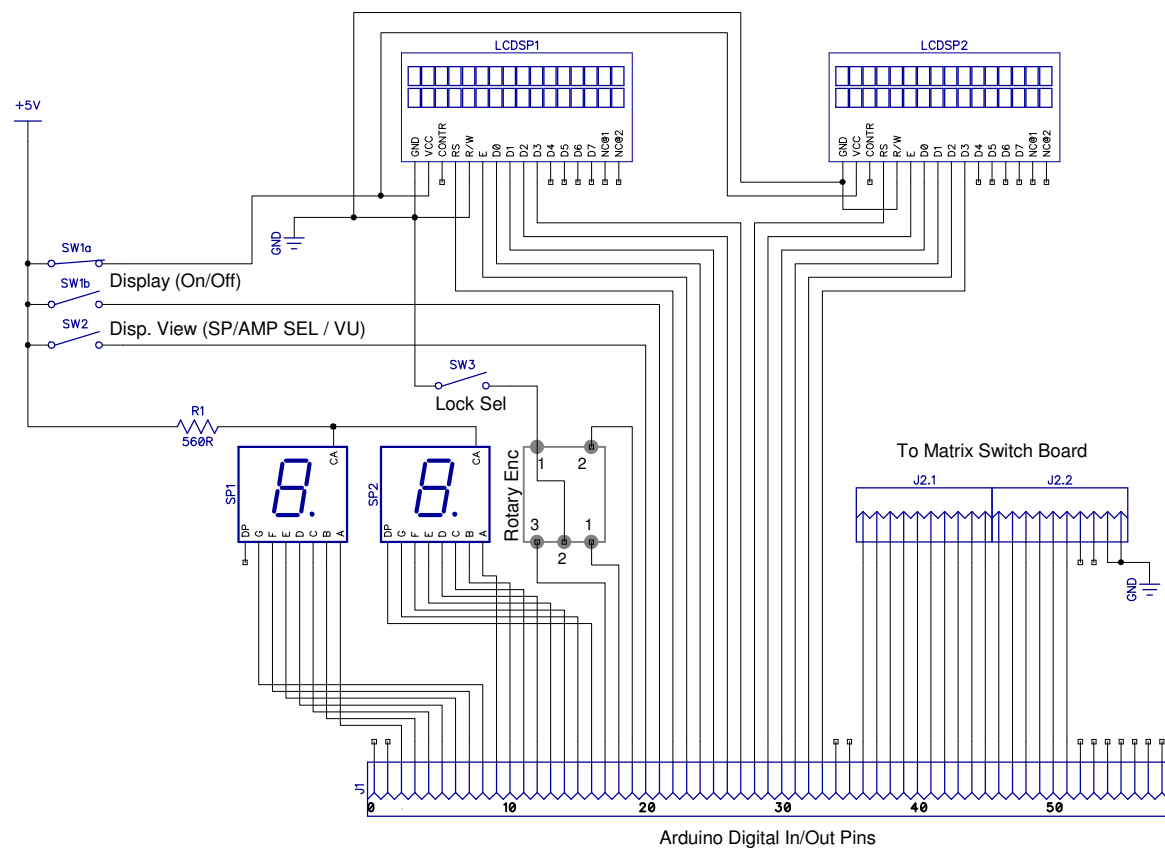 LCDSP1
LCDSP2
GND VCC CONTR RS R/W E D0 D1 D2 D3 D4 D5 D6 D7 NC@1 NC@2
GND VCC CONTR RS R/W E D0 D1 D2 D3 D4 D5 D6 D7 NC@1 NC@2
+5V
GND
SW1a
Display (On/Off)
SW1b
SW2
Disp. View (SP/AMP SEL / VU)
SW3
Lock Sel
R1
560R
CA
CA
SP1
SP2
DP G F E D C B A
DP G F E D C B A
Rotary Enc
1 2
3 2 1
To Matrix Switch Board
J2.1
J2.2
GND
J1
0 10 20 30 40 50
Arduino Digital In/Out Pins